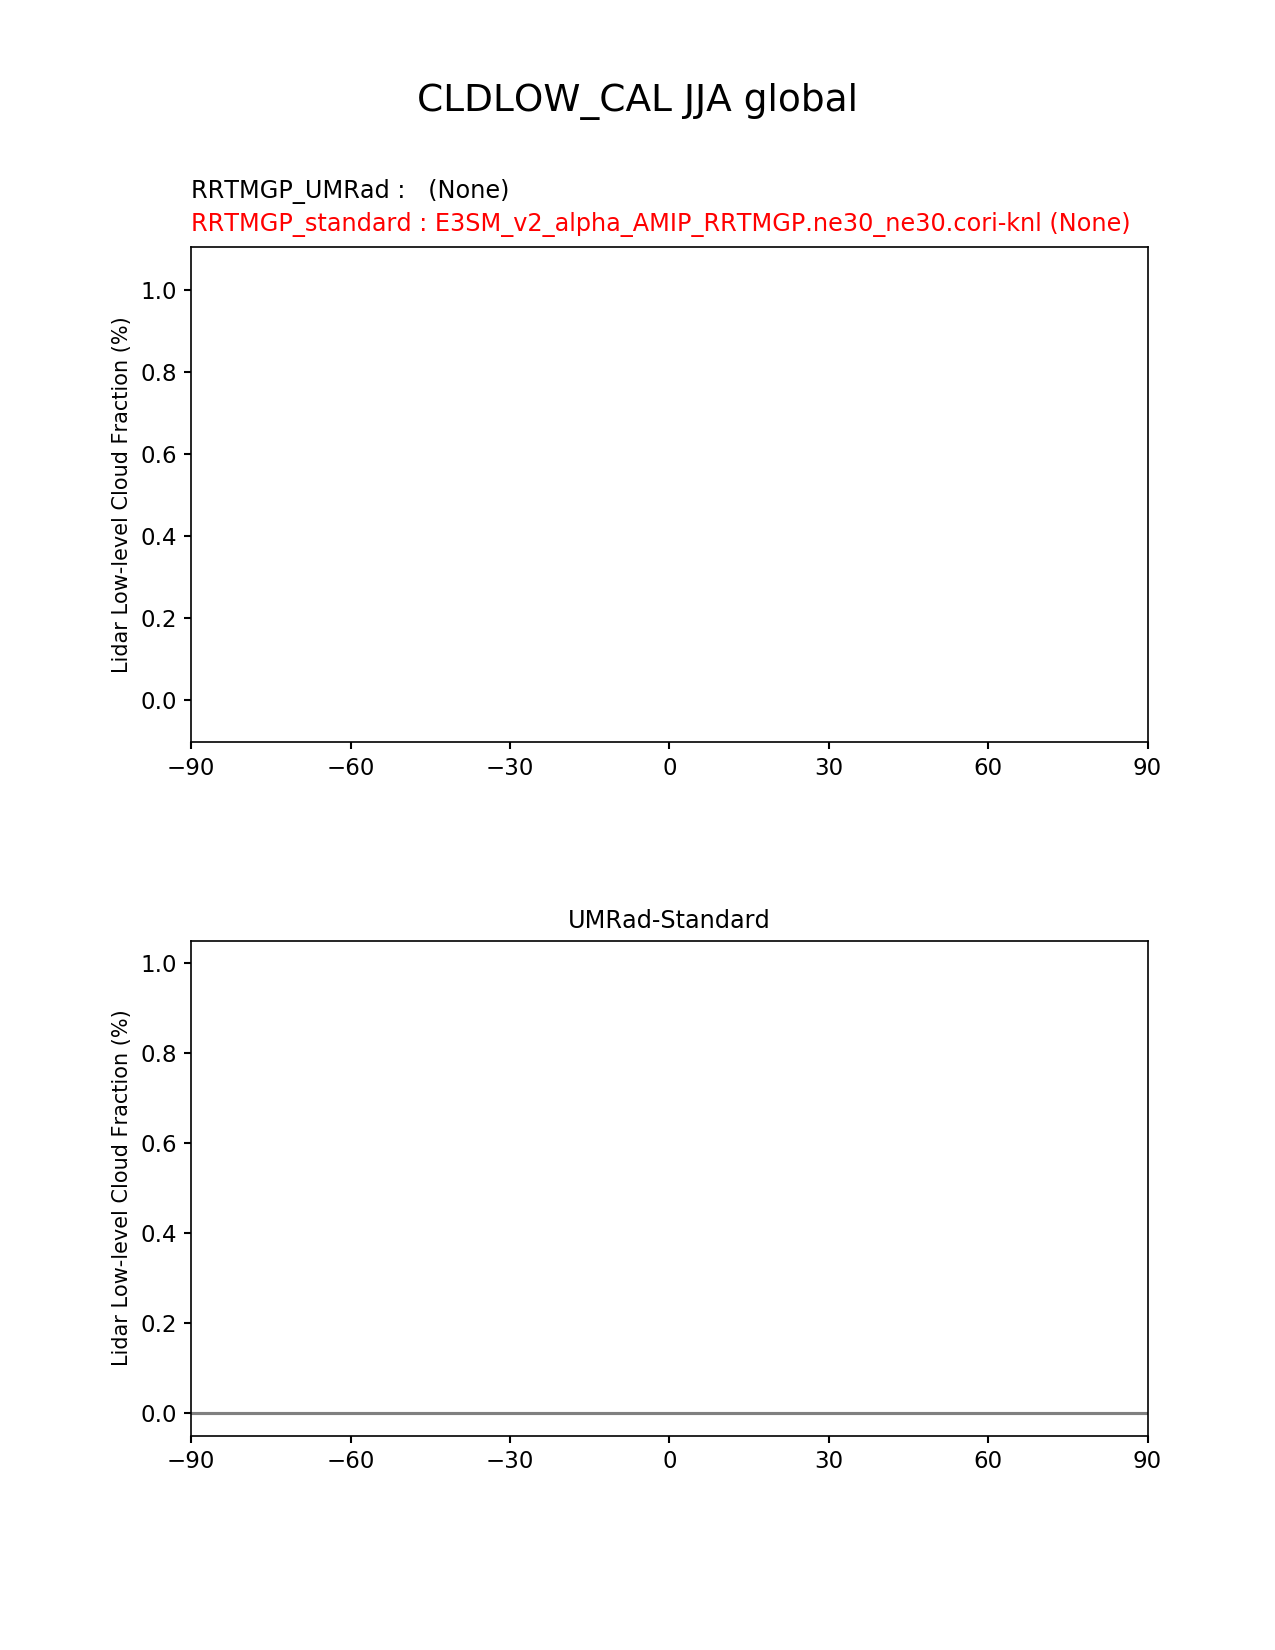 CLDLOW_CAL JJA global
RRTMGP_UMRad :   (None)
RRTMGP_standard : E3SM_v2_alpha_AMIP_RRTMGP.ne30_ne30.cori-knl (None)
Lidar Low-level Cloud Fraction (%)
1.0
0.8
0.6
0.4
0.2
0.0
−90 −60 −30 0 30 60 90
UMRad-Standard
Lidar Low-level Cloud Fraction (%)
1.0
0.8
0.6
0.4
0.2
0.0
−90 −60 −30 0 30 60 90